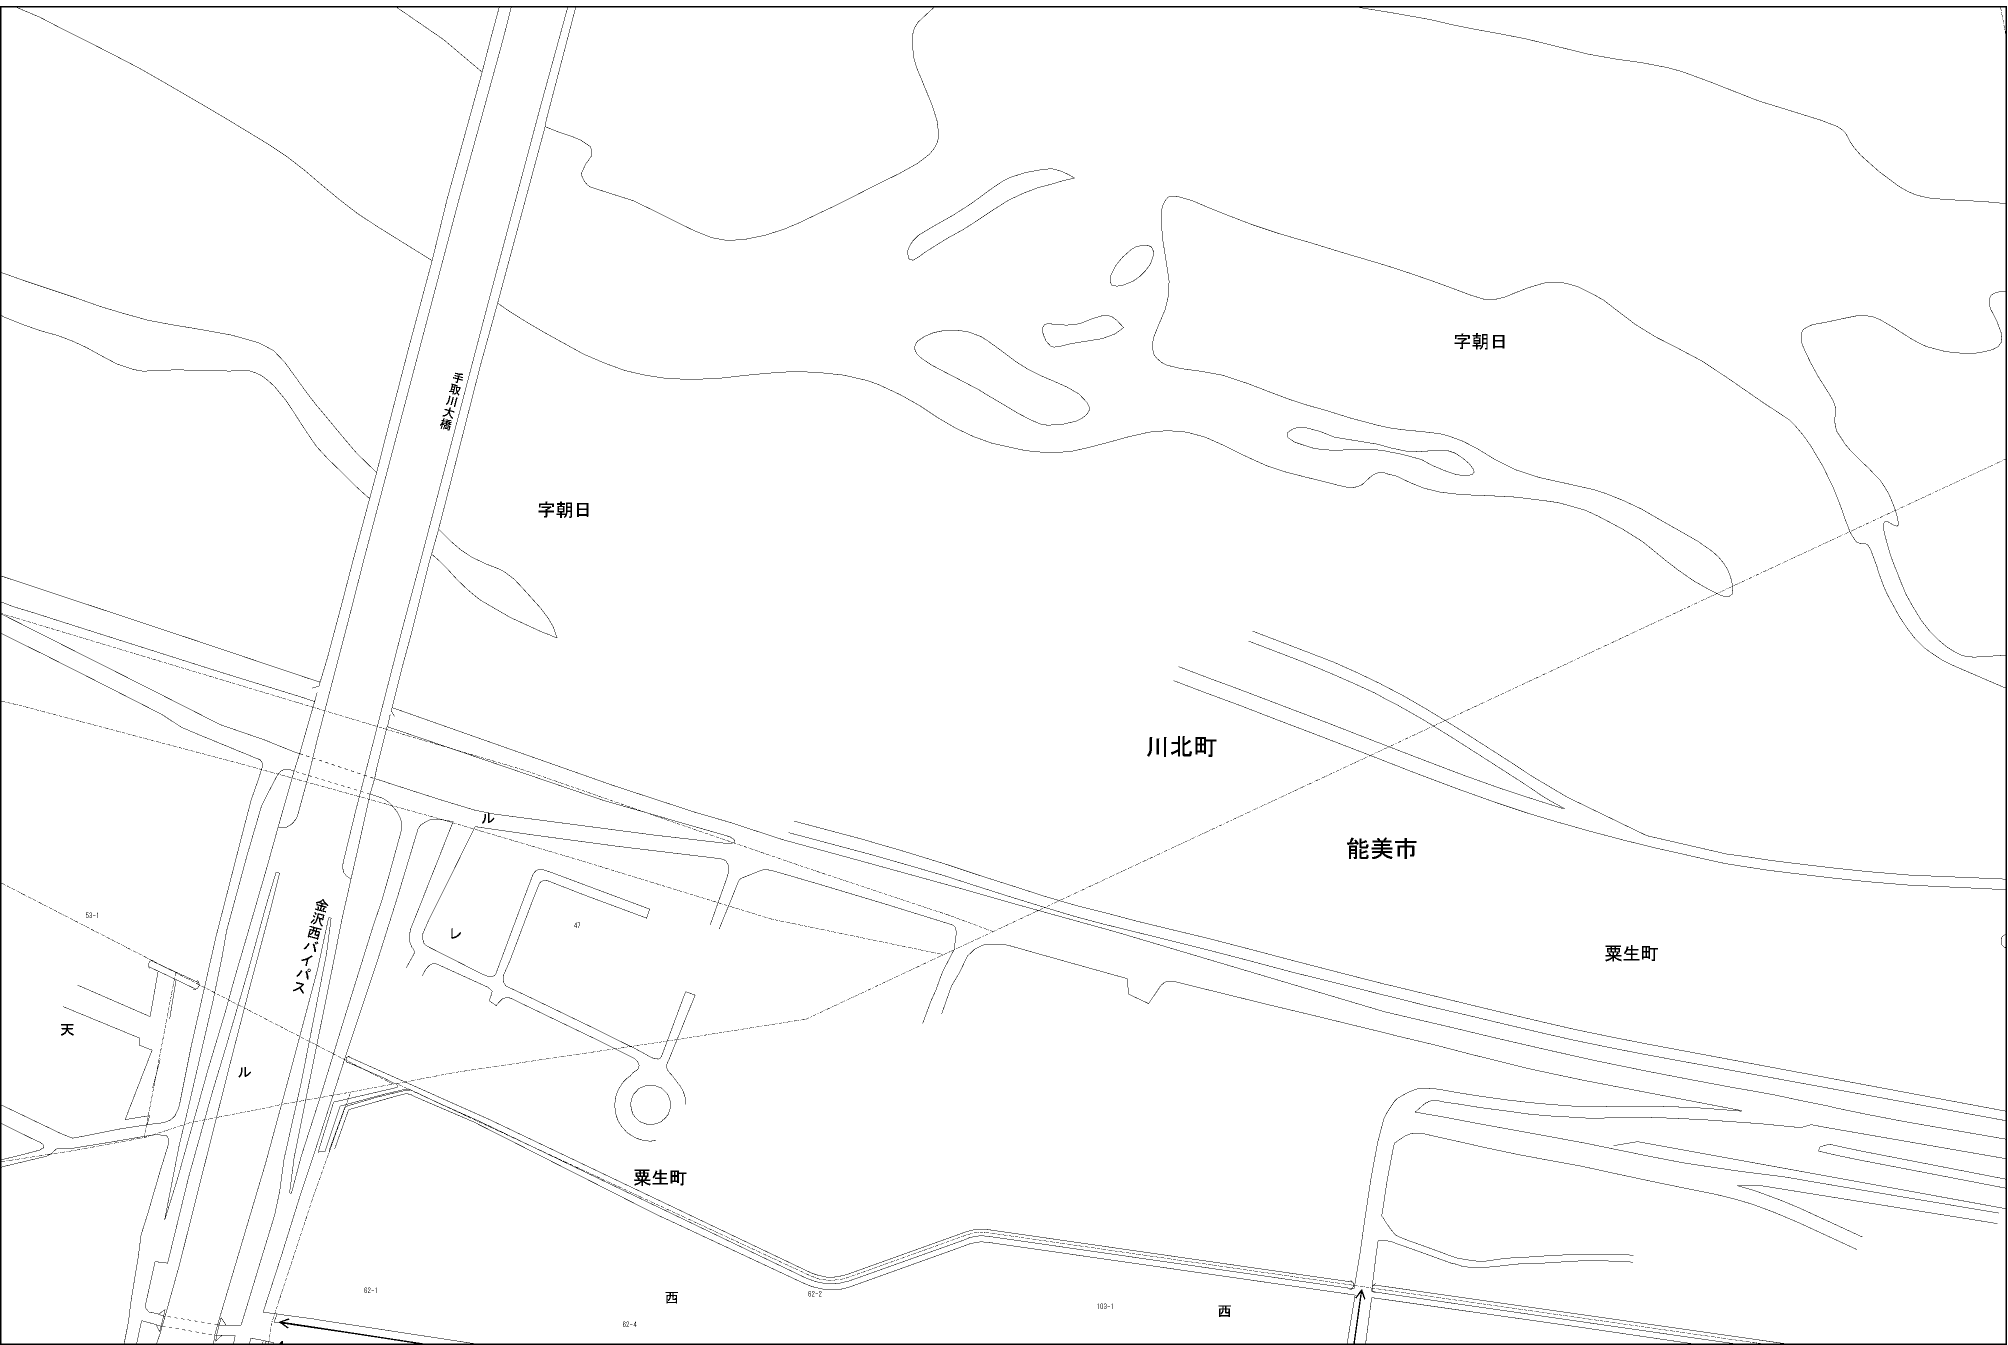 字朝日
手取川大橋
字朝日
川北町
ル
能美市
金沢西バイパス
53-1
47
レ
粟生町
天
ル
粟生町
62-1
62-2
西
103-1
西
62-4